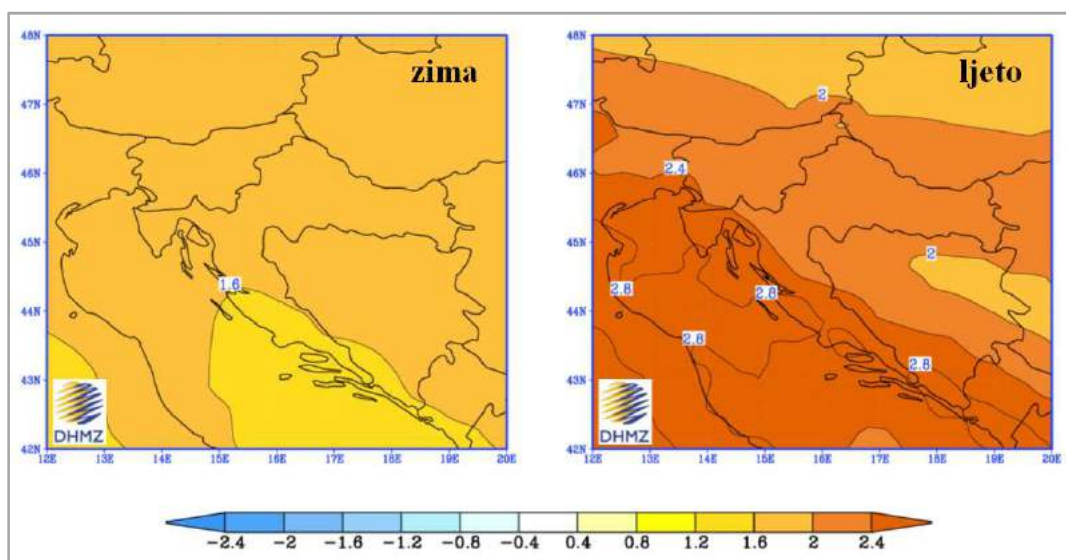 zima
48N
47N
46N
45N
44N
43N
42N
1.6
DHMZ
12E 13E 14E 15E 16E 17E 18E 19E 20E
ljeto
48N
47N
46N
45N
44N
43N
42N
2
2.4
2
2.8
2.8
2.8
2.8
DHMZ
12E 13E 14E 15E 16E 17E 18E 19E 20E
-2.4 -2 -1.6 -1.2 -0.8 -0.4 0.4 0.8 1.2 1.6 2 2.4